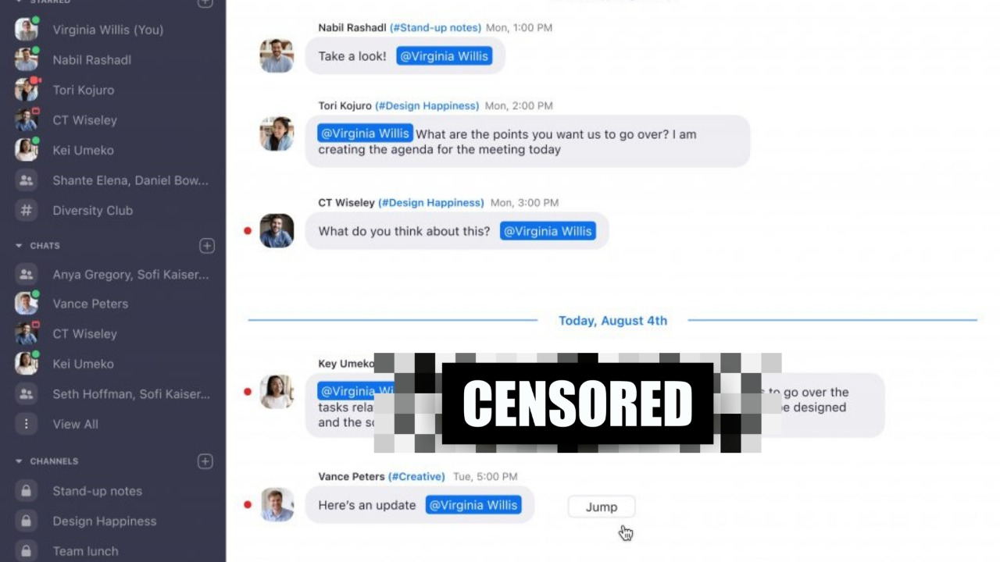 STARRED
Virginia Willis (You)
Nabil Rashadl
Tori Kojuro
CT Wiseley
Kei Umeko
Shante Elena, Daniel Bow...
# Diversity Club
CHATS
Anya Gregory, Sofi Kaiser...
Vance Peters
CT Wiseley
Kei Umeko
Seth Hoffman, Sofi Kaiser...
View All
CHANNELS
Stand-up notes
Design Happiness
Team lunch
Nabil Rashadl (#Stand-up notes) Mon, 1:00 PM
Take a look! @Virginia Willis
Tori Kojuro (#Design Happiness) Mon, 2:00 PM
@Virginia Willis What are the points you want us to go over? I am
creating the agenda for the meeting today
CT Wiseley (#Design Happiness) Mon, 3:00 PM
What do you think about this? @Virginia Willis
Today, August 4th
Key Umeko
@Virginia to go over the
tasks designed
and the
CENSORED
Vance Peters (#Creative) Tue, 5:00 PM
Here's an update @Virginia Willis
Jump